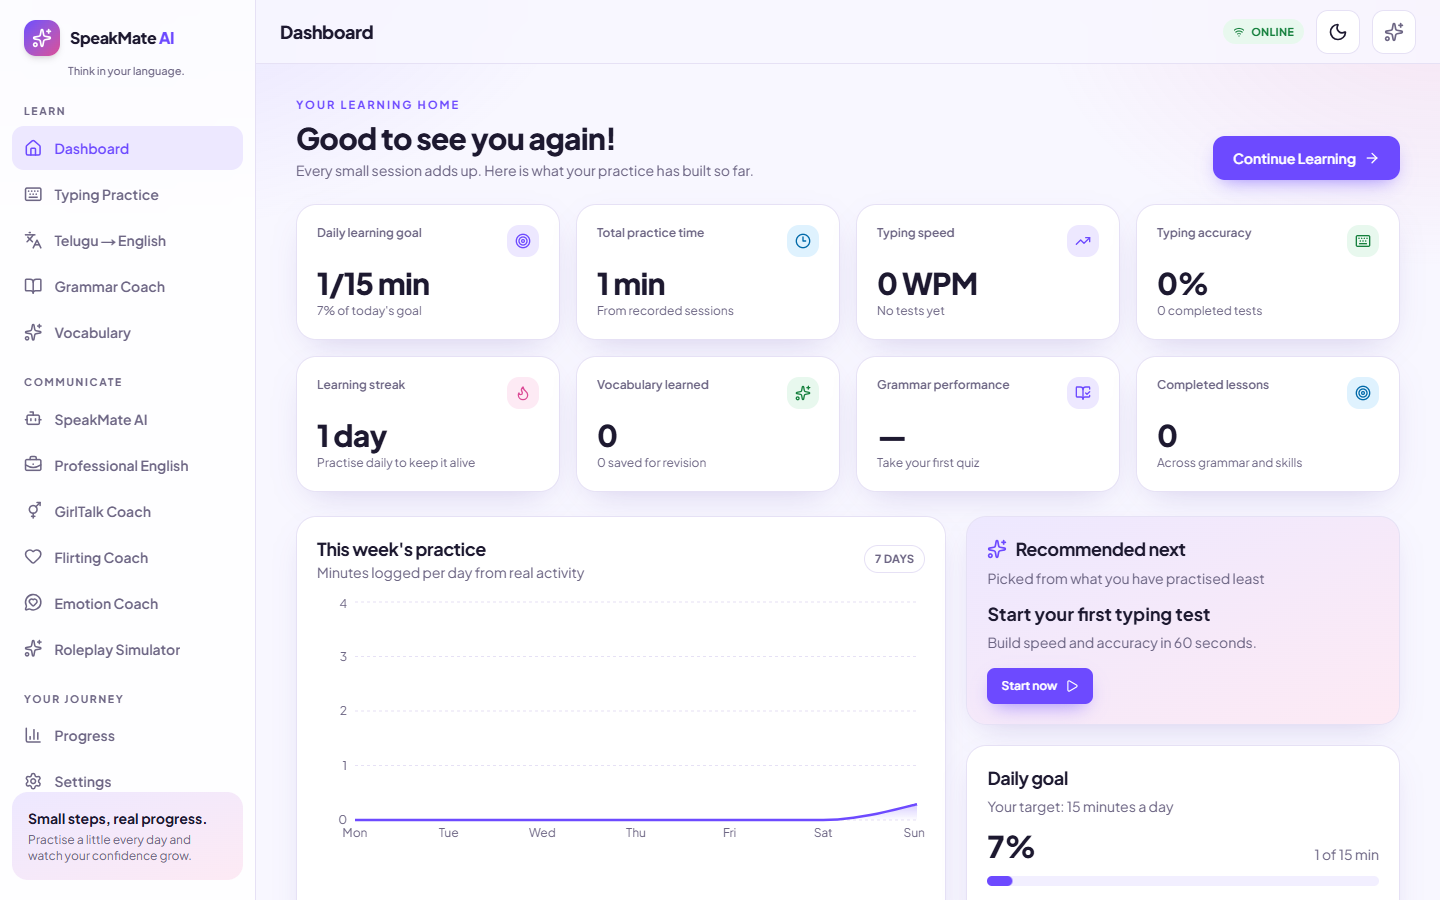 SpeakMate AI
Think in your language.
LEARN
Dashboard
Typing Practice
Telugu → English
Grammar Coach
Vocabulary
COMMUNICATE
SpeakMate AI
Professional English
GirlTalk Coach
Flirting Coach
Emotion Coach
Roleplay Simulator
YOUR JOURNEY
Progress
Settings
Small steps, real progress.
Practise a little every day and
watch your confidence grow.
Dashboard
ONLINE
YOUR LEARNING HOME
Good to see you again!
Every small session adds up. Here is what your practice has built so far.
Continue Learning
Daily learning goal
1/15 min
7% of today's goal
Total practice time
1 min
From recorded sessions
Typing speed
0 WPM
No tests yet
Typing accuracy
0%
0 completed tests
Learning streak
1 day
Practise daily to keep it alive
Vocabulary learned
0
0 saved for revision
Grammar performance
—
Take your first quiz
Completed lessons
0
Across grammar and skills
This week's practice
Minutes logged per day from real activity
7 DAYS
4
3
2
1
0
Mon Tue Wed Thu Fri Sat Sun
Recommended next
Picked from what you have practised least
Start your first typing test
Build speed and accuracy in 60 seconds.
Start now
Daily goal
Your target: 15 minutes a day
7%
1 of 15 min